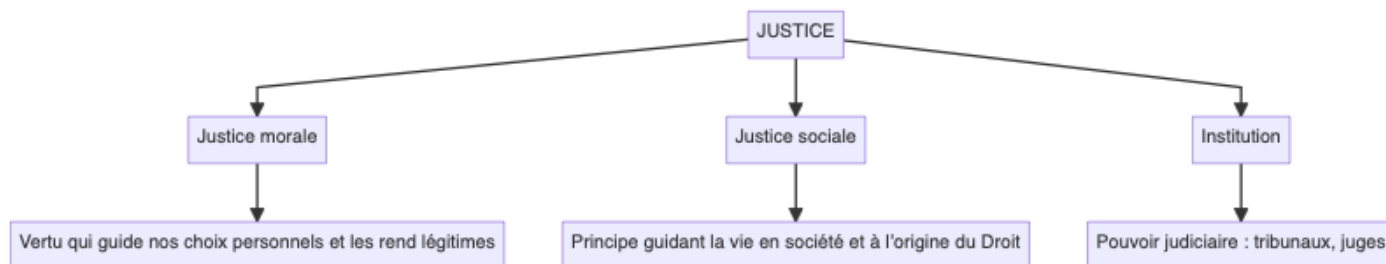 JUSTICE
Justice morale
Justice sociale
Institution
Vertu qui guide nos choix personnels et les rend légitimes
Principe guidant la vie en société et à l'origine du Droit
Pouvoir judiciaire : tribunaux, juges